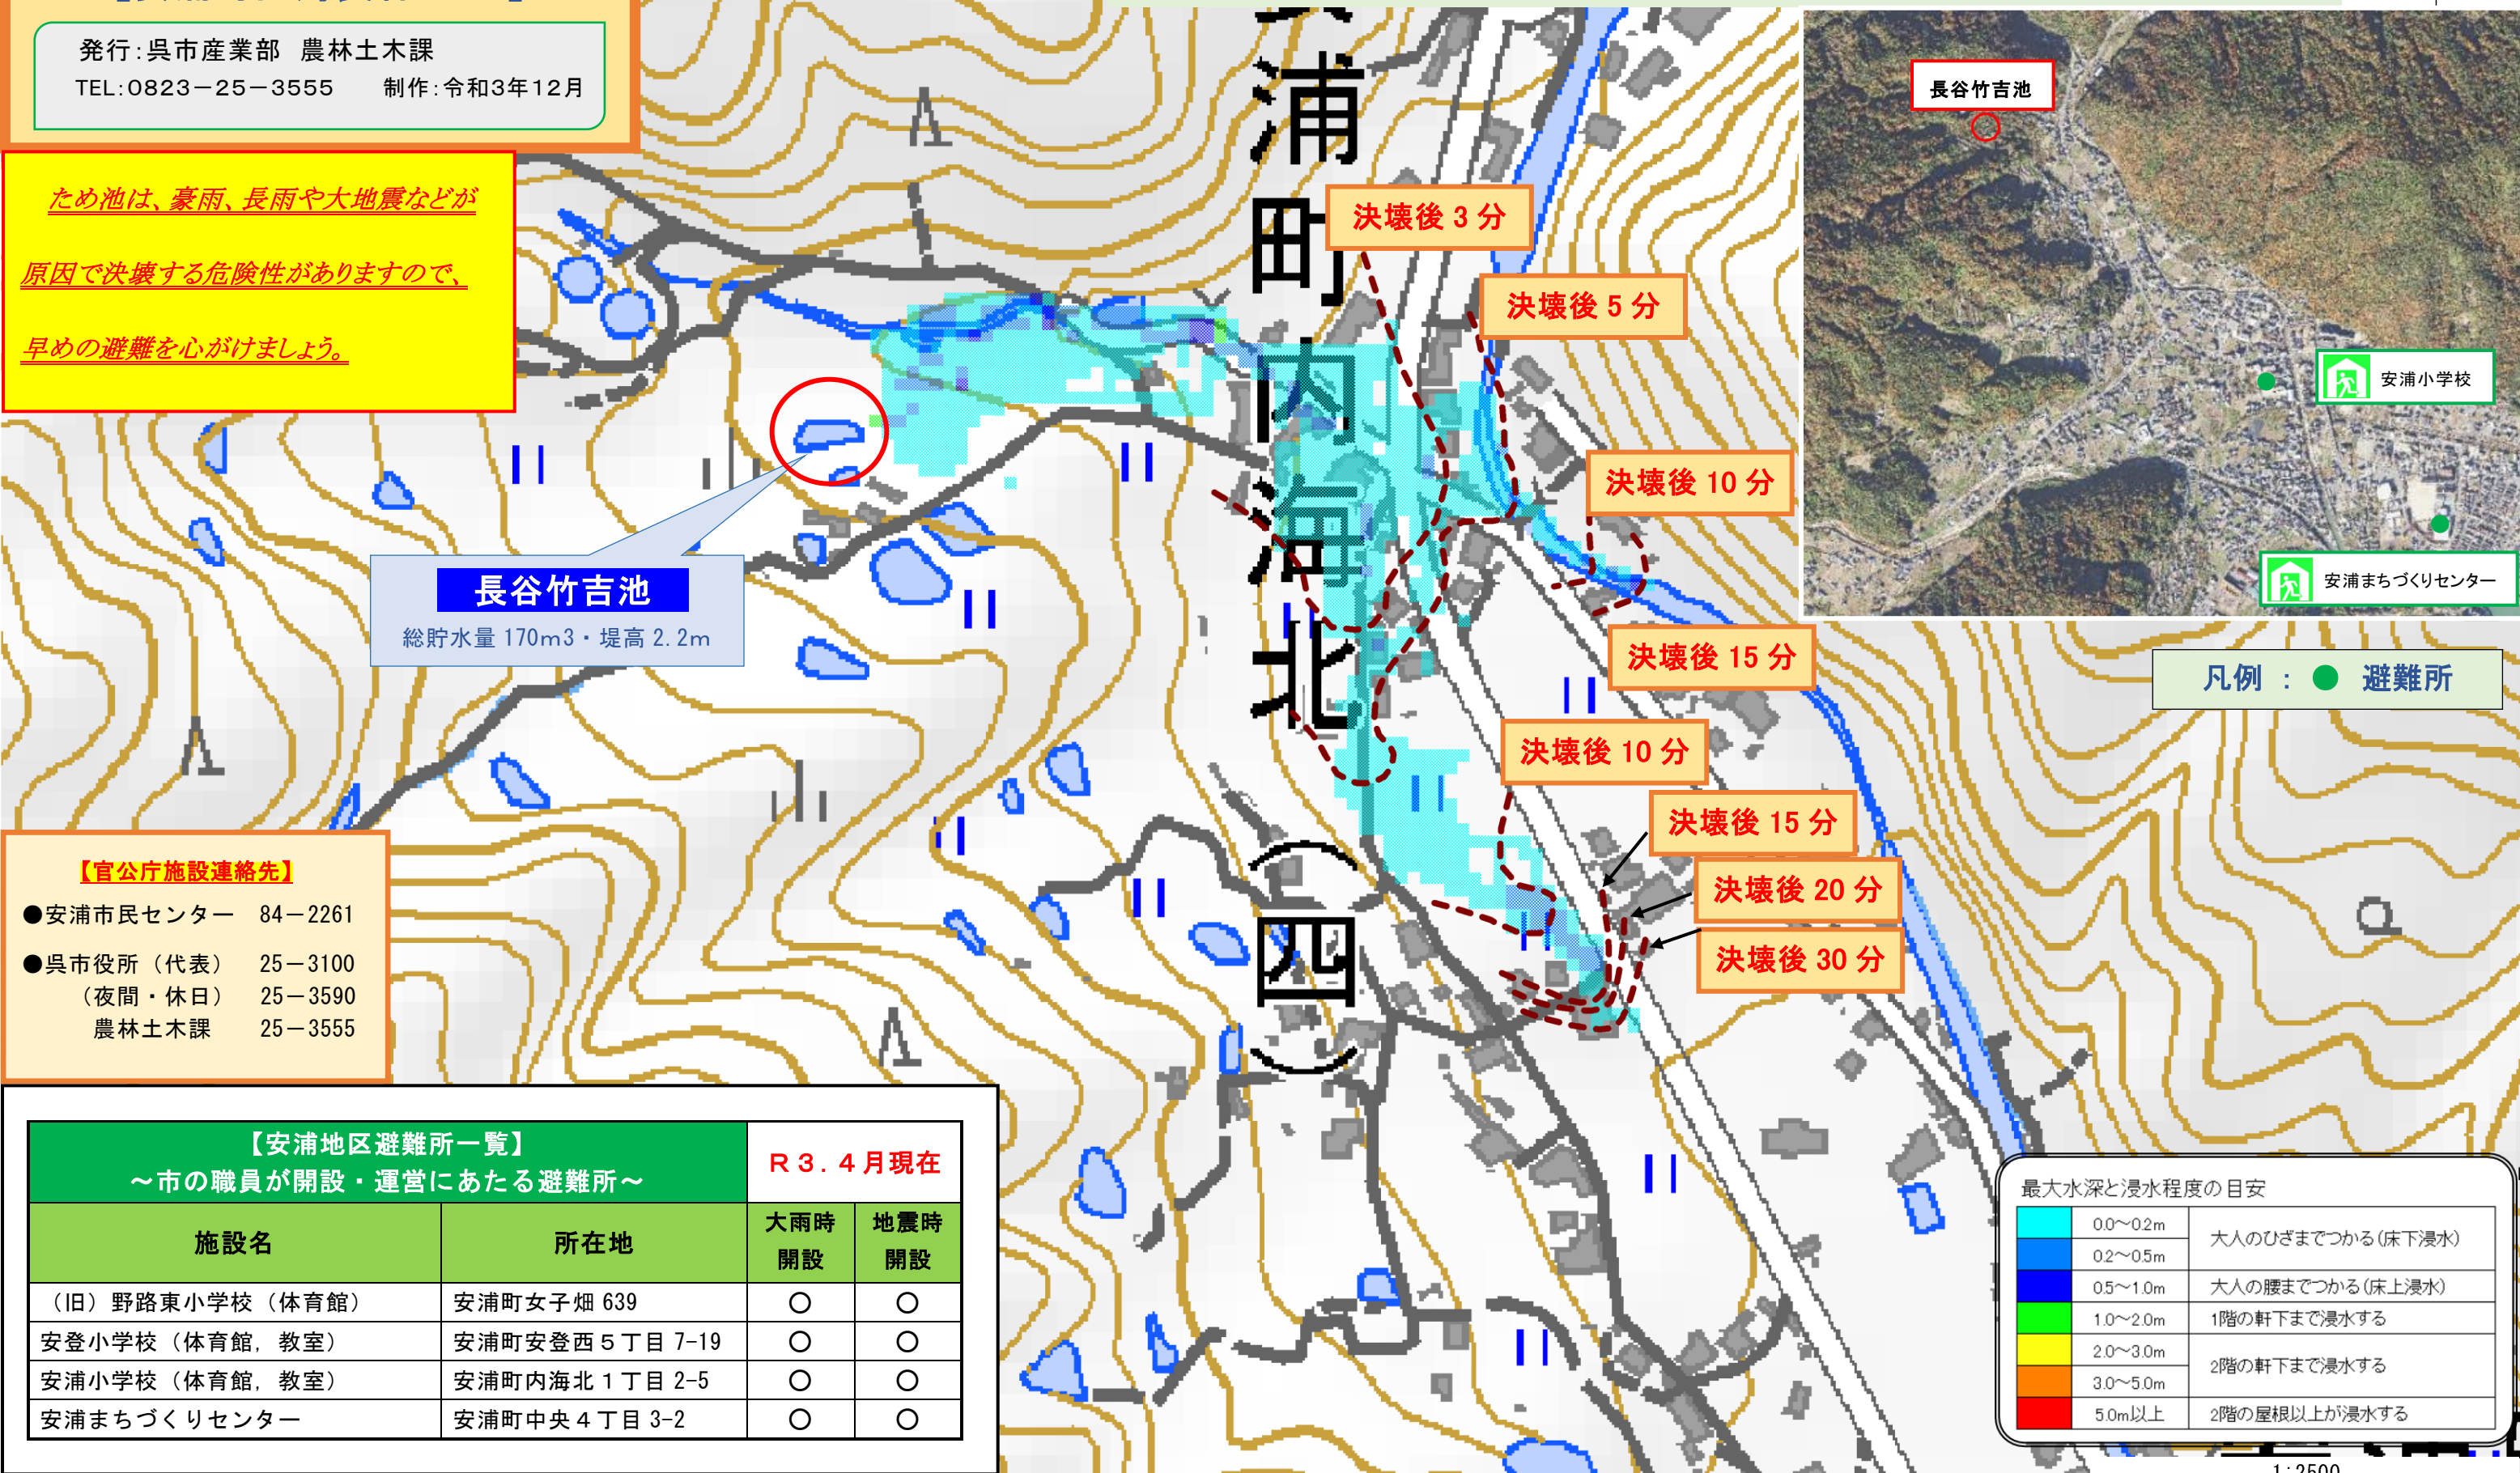 発行:呉市産業部 農林土木課
TEL:0823-25-3555 制作:令和3年12月
ため池は、豪雨、長雨や大地震などが
原因で決壊する危険性がありますので、
早めの避難を心がけましょう。
浦町内海北(四)
長谷竹吉池
安浦小学校
安浦まちづくりセンター
決壊後3分
決壊後5分
決壊後10分
決壊後15分
決壊後10分
決壊後15分
決壊後20分
決壊後30分
長谷竹吉池
総貯水量 170m3・堤高 2.2m
凡例 : ● 避難所
【官公庁施設連絡先】
●安浦市民センター 84-2261
●呉市役所(代表) 25-3100
(夜間・休日) 25-3590
農林土木課 25-3555
【安浦地区避難所一覧】
~市の職員が開設・運営にあたる避難所~
R3.4月現在
施設名 所在地 大雨時開設 地震時開設
(旧)野路東小学校(体育館) 安浦町女子畑 639 〇 〇
安登小学校(体育館,教室) 安浦町安登西5丁目 7-19 〇 〇
安浦小学校(体育館,教室) 安浦町内海北1丁目 2-5 〇 〇
安浦まちづくりセンター 安浦町中央4丁目 3-2 〇 〇
最大水深と浸水程度の目安
0.0~0.2m 大人のひざまでつかる(床下浸水)
0.2~0.5m
0.5~1.0m 大人の腰までつかる(床上浸水)
1.0~2.0m 1階の軒下まで浸水する
2.0~3.0m 2階の軒下まで浸水する
3.0~5.0m
5.0m以上 2階の屋根以上が浸水する
1:2500